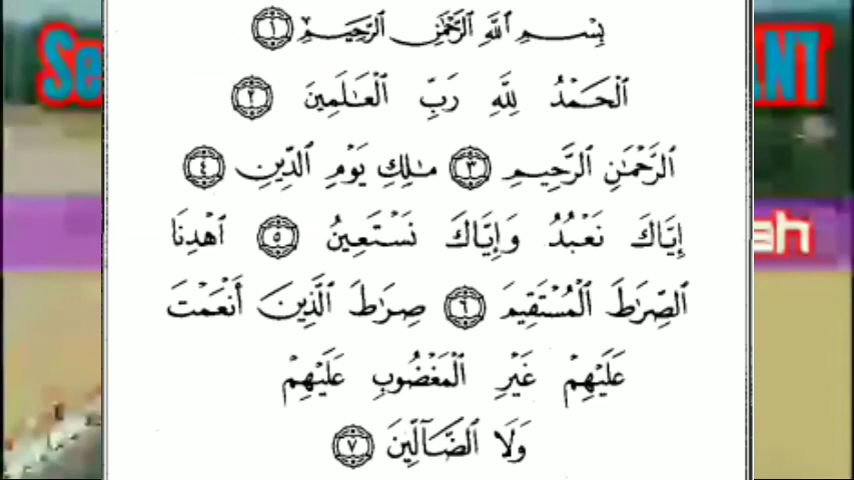 بِسْمِ ٱللَّهِ ٱلرَّحْمَٰنِ ٱلرَّحِيمِ ١
ٱلْحَمْدُ لِلَّهِ رَبِّ ٱلْعَٰلَمِينَ ٢
ٱلرَّحْمَٰنِ ٱلرَّحِيمِ ٣ مَٰلِكِ يَوْمِ ٱلدِّينِ ٤
إِيَّاكَ نَعْبُدُ وَإِيَّاكَ نَسْتَعِينُ ٥ ٱهْدِنَا
ٱلصِّرَٰطَ ٱلْمُسْتَقِيمَ ٦ صِرَٰطَ ٱلَّذِينَ أَنْعَمْتَ
عَلَيْهِمْ غَيْرِ ٱلْمَغْضُوبِ عَلَيْهِمْ
وَلَا ٱلضَّآلِّينَ ٧